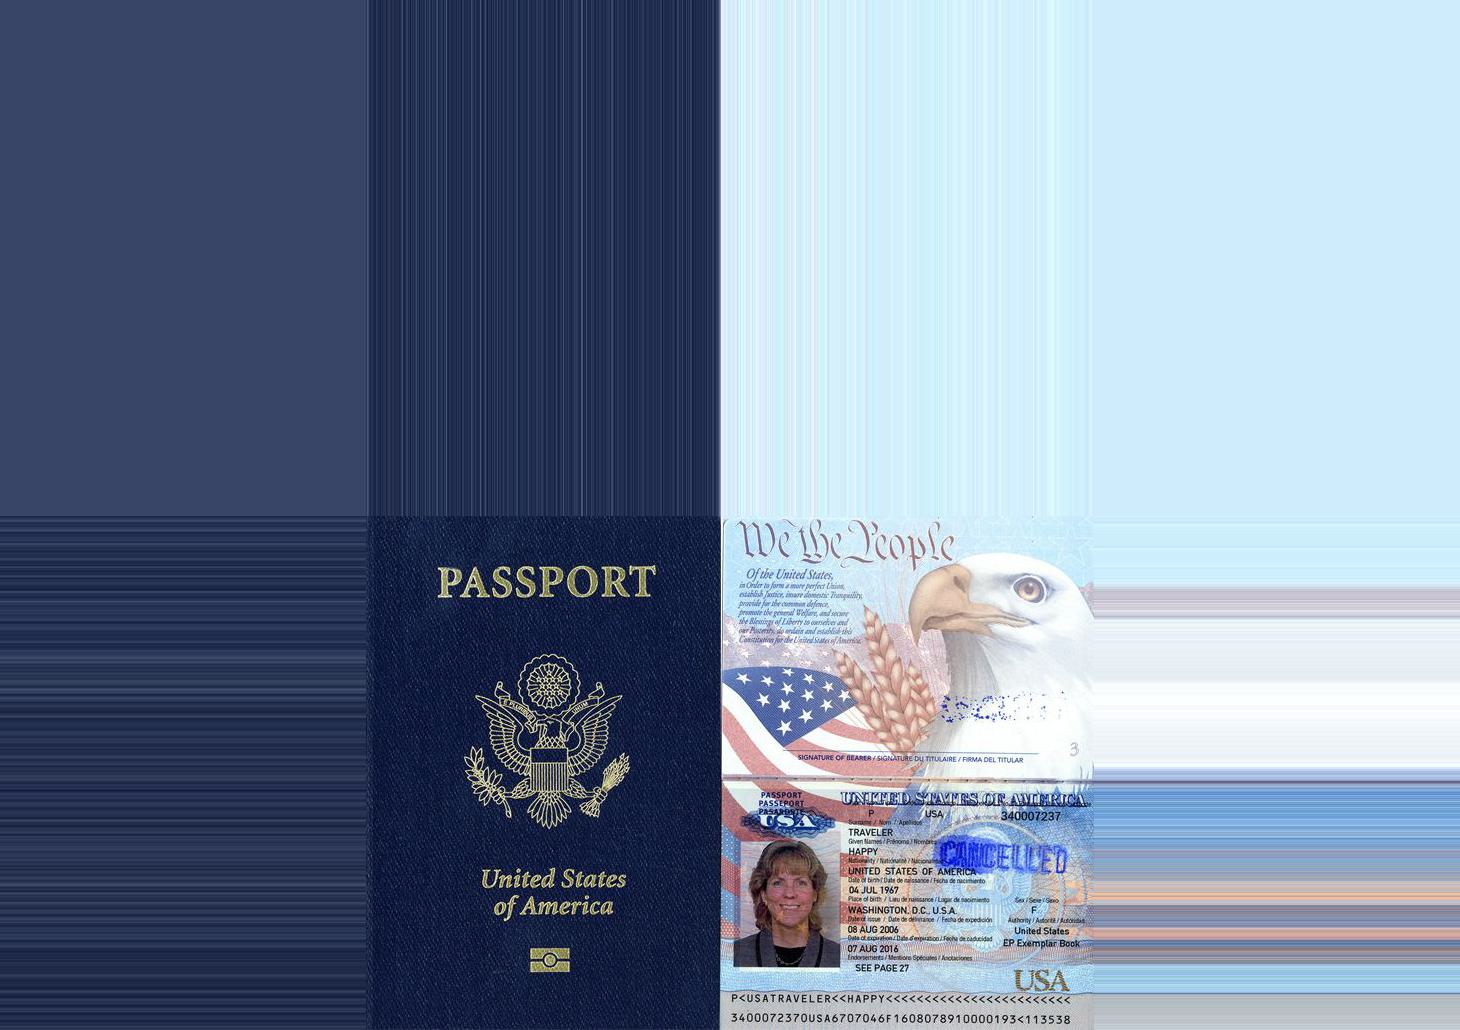 PASSPORT
E PLURIBUS UNUM
United States
of America
We the People
Of the United States,
in Order to form a more perfect Union,
establish Justice, insure domestic Tranquility,
provide for the common defence,
promote the general Welfare, and secure
the Blessings of Liberty to ourselves and
our Posterity, do ordain and establish this
Constitution for the United States of America.
3
SIGNATURE OF BEARER / SIGNATURE DU TITULAIRE / FIRMA DEL TITULAR
PASSPORT
PASSEPORT
PASAPORTE
USA
UNITED STATES OF AMERICA
P USA 340007237
Surname / Nom / Apellidos
TRAVELER
Given Names / Prénoms / Nombres
HAPPY
CANCELLED
Nationality / Nationalité / Nacionalidad
UNITED STATES OF AMERICA
Date of birth / Date de naissance / Fecha de nacimiento
04 JUL 1967
Place of birth / Lieu de naissance / Lugar de nacimiento Sex / Sexe / Sexo
WASHINGTON, D.C., U.S.A. F
Date of issue / Date de délivrance / Fecha de expedición Authority / Autorité / Autoridad
08 AUG 2006 United States
Date of expiration / Date d'expiration / Fecha de caducidad
07 AUG 2016 EP Exemplar Book
Endorsements / Mentions Spéciales / Anotaciones
SEE PAGE 27
USA
P<USATRAVELER<<HAPPY<<<<<<<<<<<<<<<<<<<<<<<<
3400072370USA6707046F1608078910000193<113538